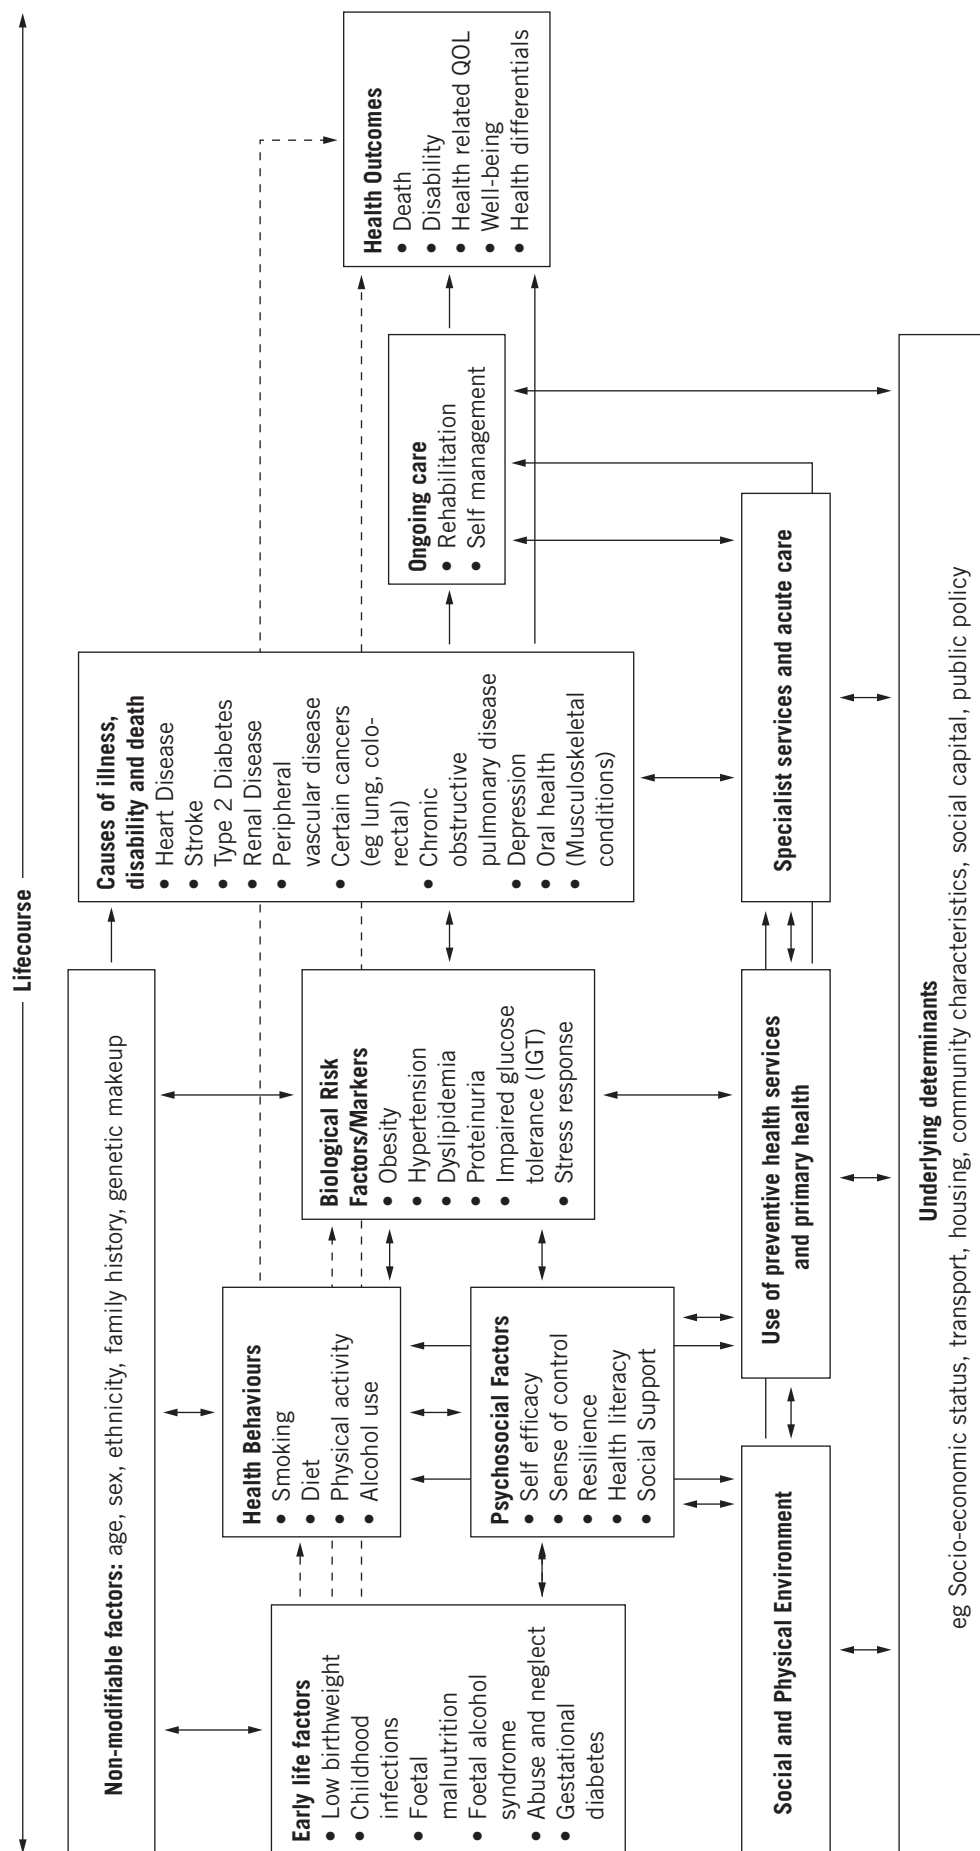 Lifecourse
Non-modifiable factors: age, sex, ethnicity, family history, genetic makeup
Early life factors
• Low birthweight
• Childhood
infections
• Foetal
malnutrition
• Foetal alcohol
syndrome
• Abuse and neglect
• Gestational
diabetes
Health Behaviours
• Smoking
• Diet
• Physical activity
• Alcohol use
Psychosocial Factors
• Self efficacy
• Sense of control
• Resilience
• Health literacy
• Social Support
Biological Risk
Factors/Markers
• Obesity
• Hypertension
• Dyslipidemia
• Proteinuria
• Impaired glucose
tolerance (IGT)
• Stress response
Causes of illness,
disability and death
• Heart Disease
• Stroke
• Type 2 Diabetes
• Renal Disease
• Peripheral
vascular disease
• Certain cancers
(eg lung, colo-
rectal)
• Chronic
obstructive
pulmonary disease
• Depression
• Oral health
• (Musculoskeletal
conditions)
Ongoing care
• Rehabilitation
• Self management
Health Outcomes
• Death
• Disability
• Health related QOL
• Well-being
• Health differentials
Social and Physical Environment
Use of preventive health services
and primary health
Specialist services and acute care
Underlying determinants
eg Socio-economic status, transport, housing, community characteristics, social capital, public policy